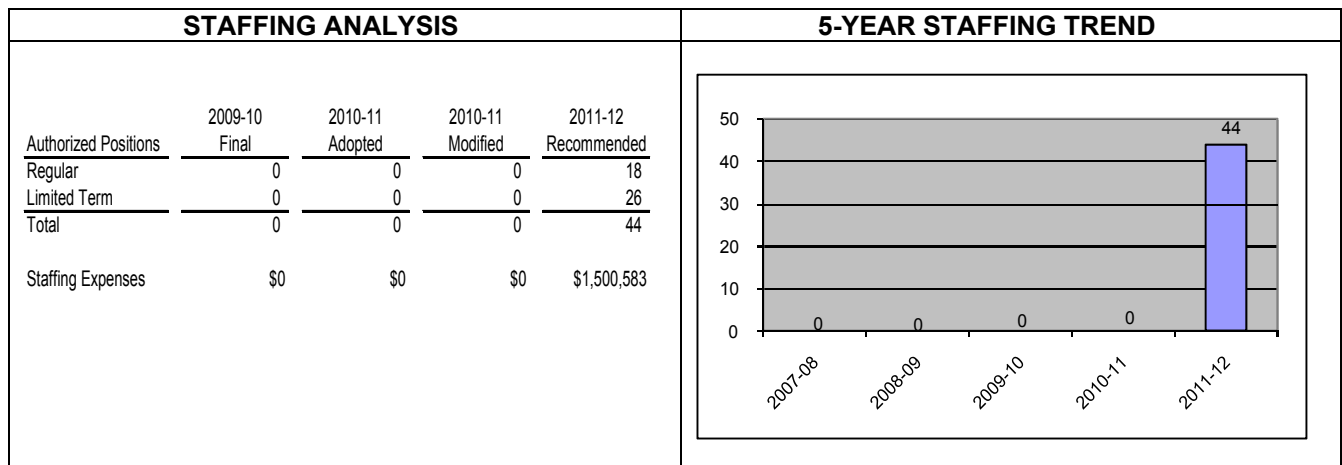 STAFFING ANALYSIS
2009-10 2010-11 2010-11 2011-12
Authorized Positions Final Adopted Modified Recommended
Regular 0 0 0 18
Limited Term 0 0 0 26
Total 0 0 0 44
Staffing Expenses $0 $0 $0 $1,500,583
5-YEAR STAFFING TREND
50
40
30
20
10
0
0 0 0 0 44
2007-08 2008-09 2009-10 2010-11 2011-12